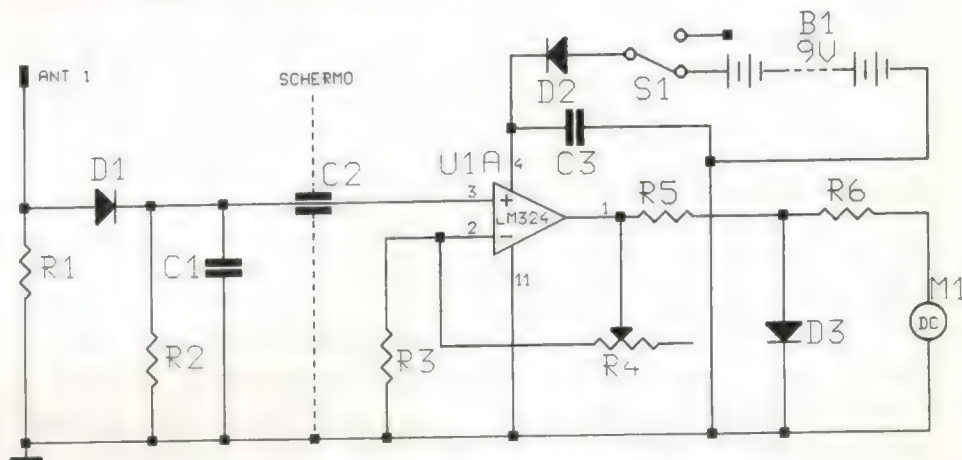 ANT 1
SCHERMO
B1
9V
D2
S1
D1
C2
U1A
4
C3
3
+
LM324
1
R5
R6
2
-
11
R1
C1
M1
DC
D3
R2
R3
R4